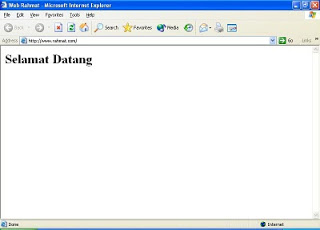 Web Rahmat - Microsoft Internet Explorer
File Edit View Favorites Tools Help
Back Search Favorites Media
Address http://www.rahmat.com/ Go Links »
Selamat Datang
Done Internet